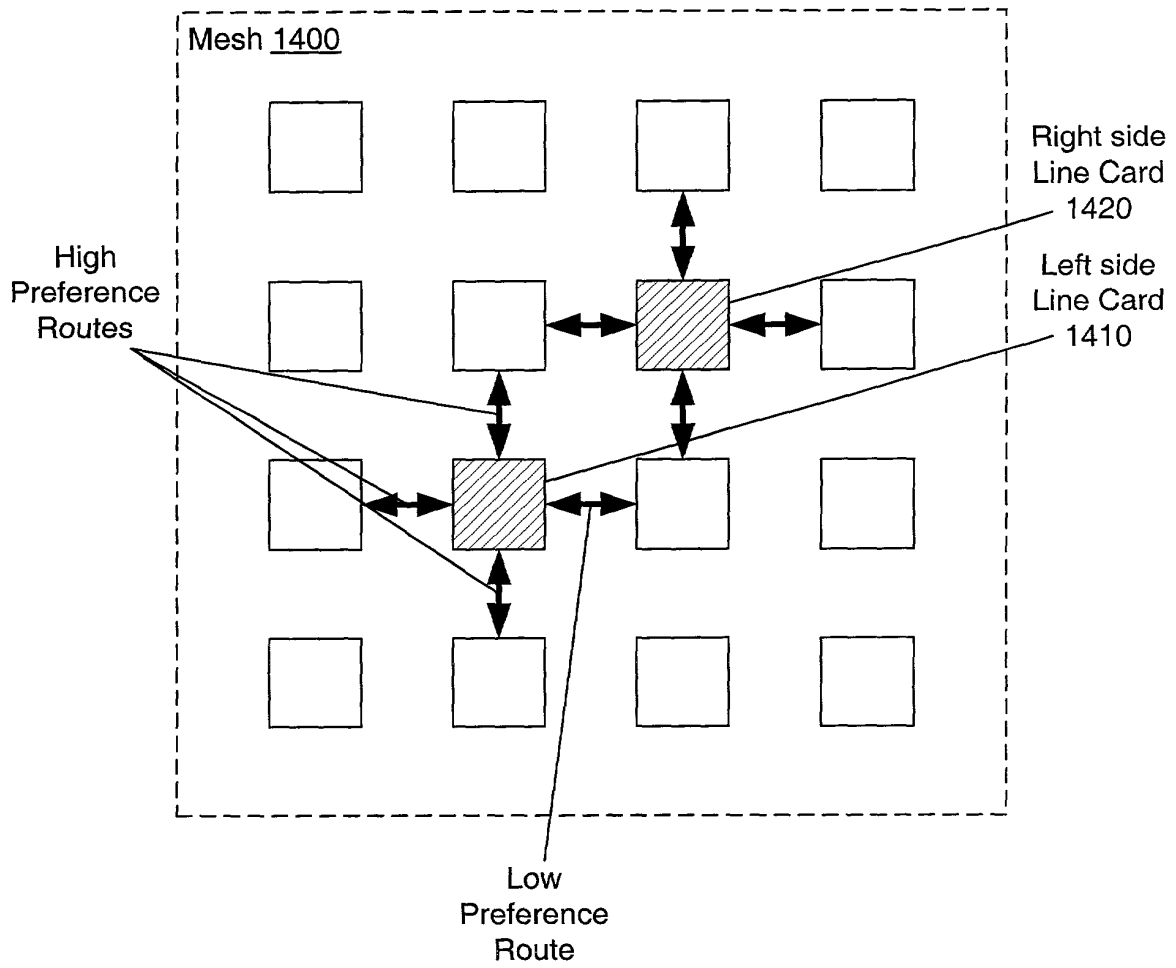 Mesh 1400
Right side
Line Card
1420
Left side
Line Card
1410
High
Preference
Routes
Low
Preference
Route